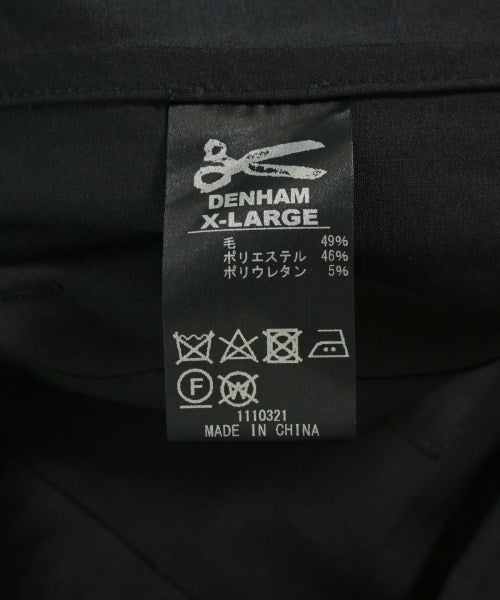 DENHAM
X-LARGE
毛 49%
ポリエステル 46%
ポリウレタン 5%
F
W
1110321
MADE IN CHINA